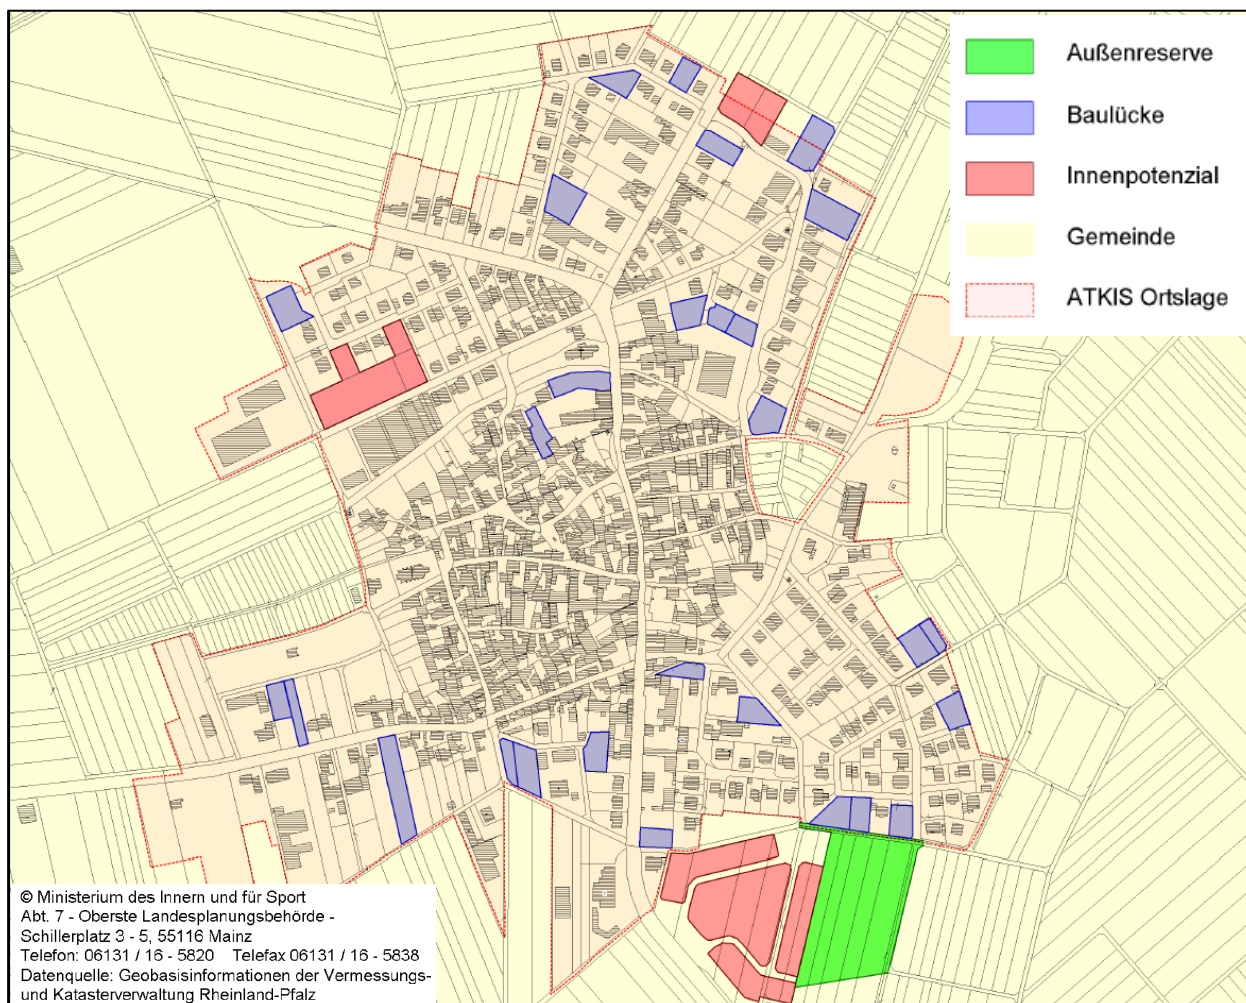 Außenreserve
Baulücke
Innenpotenzial
Gemeinde
ATKIS Ortslage
© Ministerium des Innern und für Sport
Abt. 7 - Oberste Landesplanungsbehörde -
Schillerplatz 3 - 5, 55116 Mainz
Telefon: 06131 / 16 - 5820 Telefax 06131 / 16 - 5838
Datenquelle: Geobasisinformationen der Vermessungs-
und Katasterverwaltung Rheinland-Pfalz